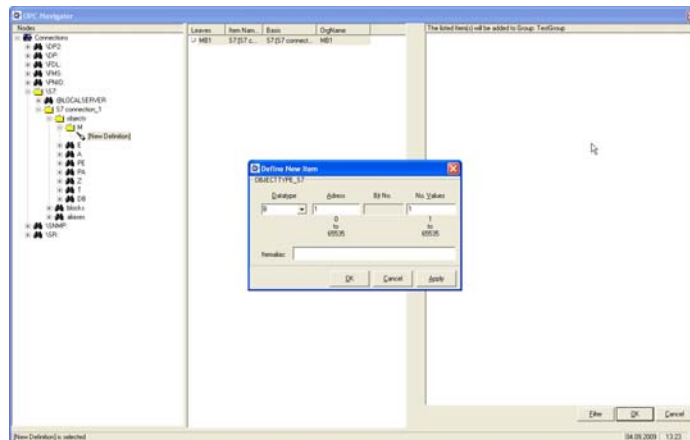 OPC Navigator
Nodes
Connections
\DP2:
\DP:
\FDL:
\FMS:
\PNIO:
\S7:
@LOCALSERVER
S7 connection_1
objects
M
[New Definition]
E
A
PE
PA
Z
T
DB
blocks
aliases
\SNMP:
\SR:
Leaves Item Nam... Basis OrgName
MB1 S7:[S7 c... S7:[S7 connect... MB1
The listed Item(s) will be added to Group: TestGroup
Define New Item
OBJECTTYPE_S7
Datatype Adress Bit No. No. Values
B 1 1
0 1
to to
65535 65535
Itemalias:
OK Cancel Apply
Filter OK Cancel
[New Definition] is selected 04.09.2009 13:23